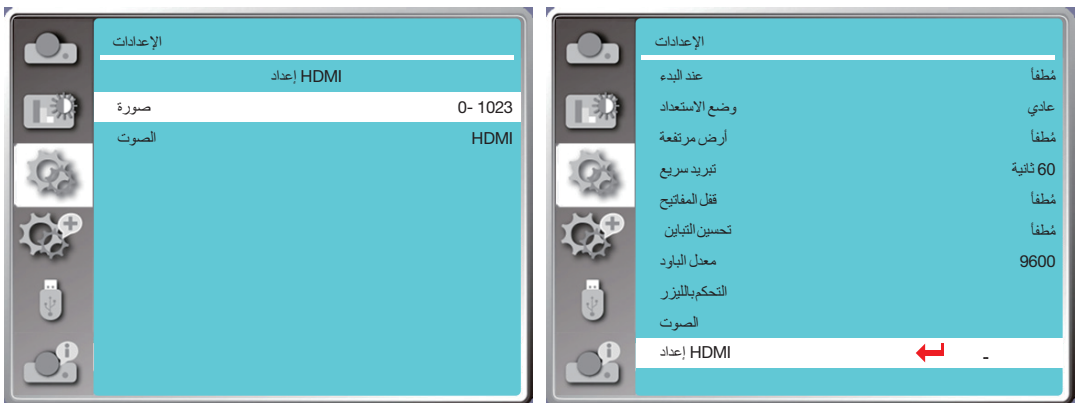 الإعدادات
إعداد HDMI
صورة 0- 1023
الصوت HDMI
الإعدادات
عند البدء مُطفأ
وضع الاستعداد عادي
أرض مرتفعة مُطفأ
تبريد سريع 60 ثانية
قفل المفاتيح مُطفأ
تحسين التباين مُطفأ
معدل الباود 9600
التحكم بالليزر
الصوت
إعداد HDMI -